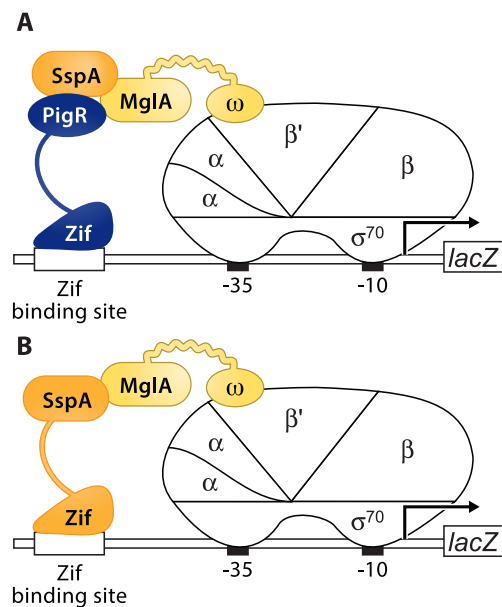 A
SspA
MglA
ω
PigR
β'
α
β
α
Zif
σ70
lacZ
-35
-10
Zif
binding site
B
MglA
ω
SspA
β'
α
β
α
Zif
σ70
lacZ
-35
-10
Zif
binding site